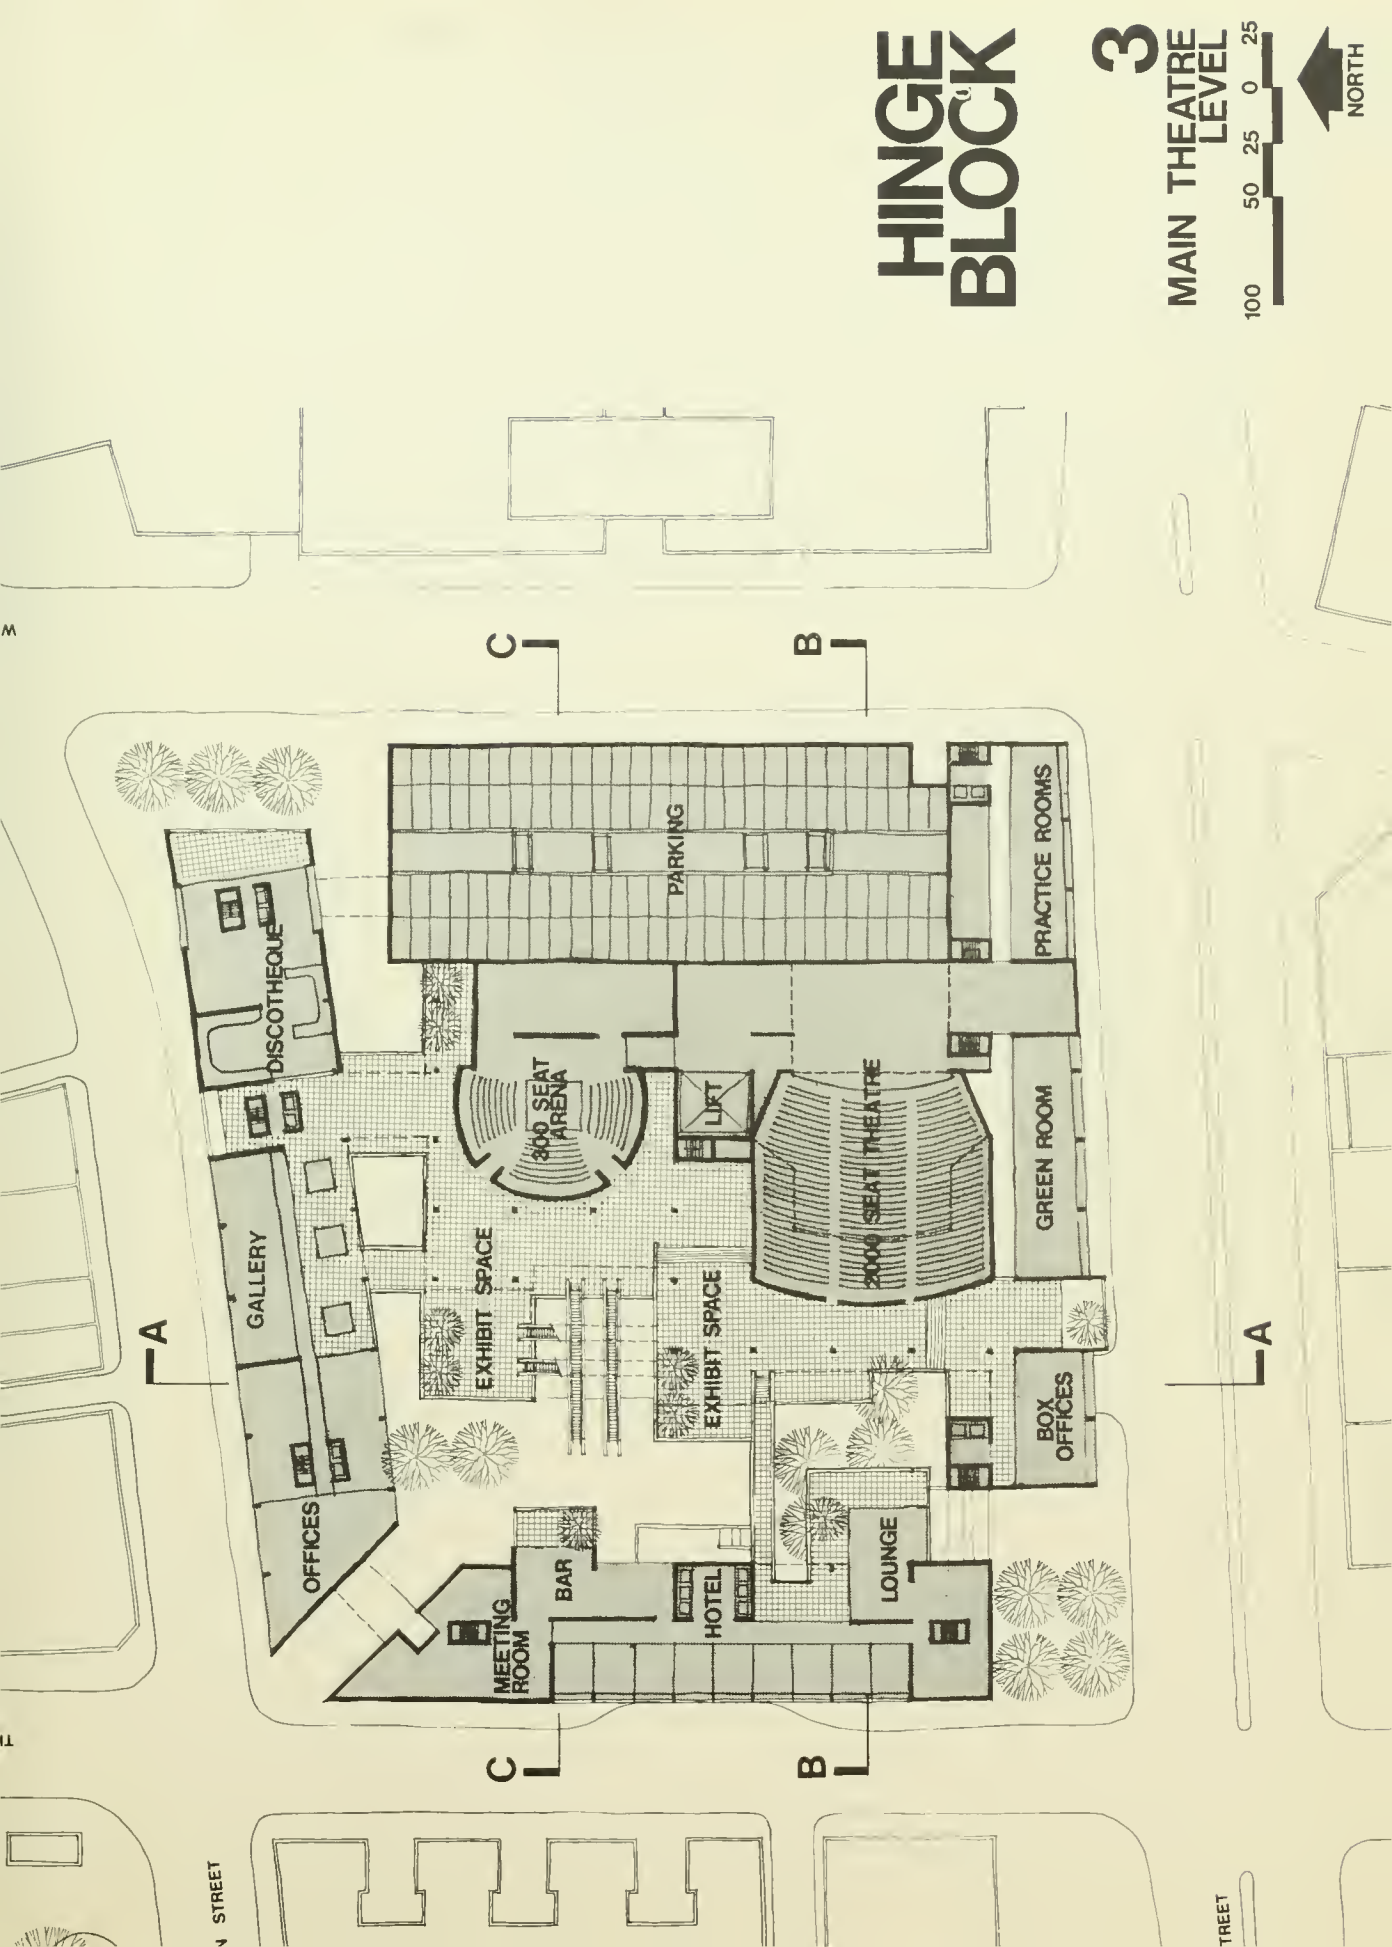 HINGE
BLOCK
3
MAIN THEATRE
LEVEL
100 50 25 0 25
NORTH
A
A
B
B
C
C
DISCOTHEQUE
GALLERY
OFFICES
PARKING
PRACTICE ROOMS
300 SEAT
ARENA
LIFT
2000 SEAT THEATRE
GREEN ROOM
EXHIBIT SPACE
EXHIBIT SPACE
BOX
OFFICES
BAR
MEETING
ROOM
HOTEL
LOUNGE
W
N STREET
TREET